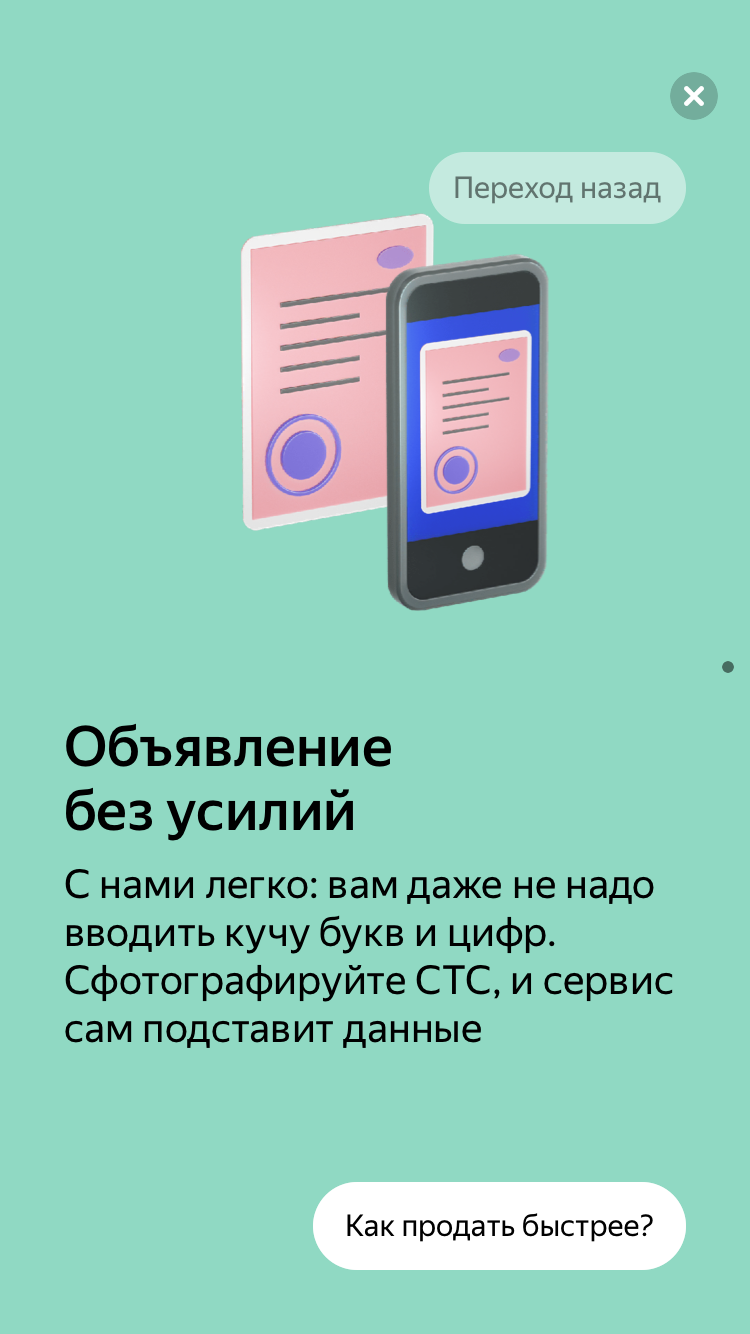 Переход назад
Объявление
без усилий
С нами легко: вам даже не надо
вводить кучу букв и цифр.
Сфотографируйте СТС, и сервис
сам подставит данные
Как продать быстрее?